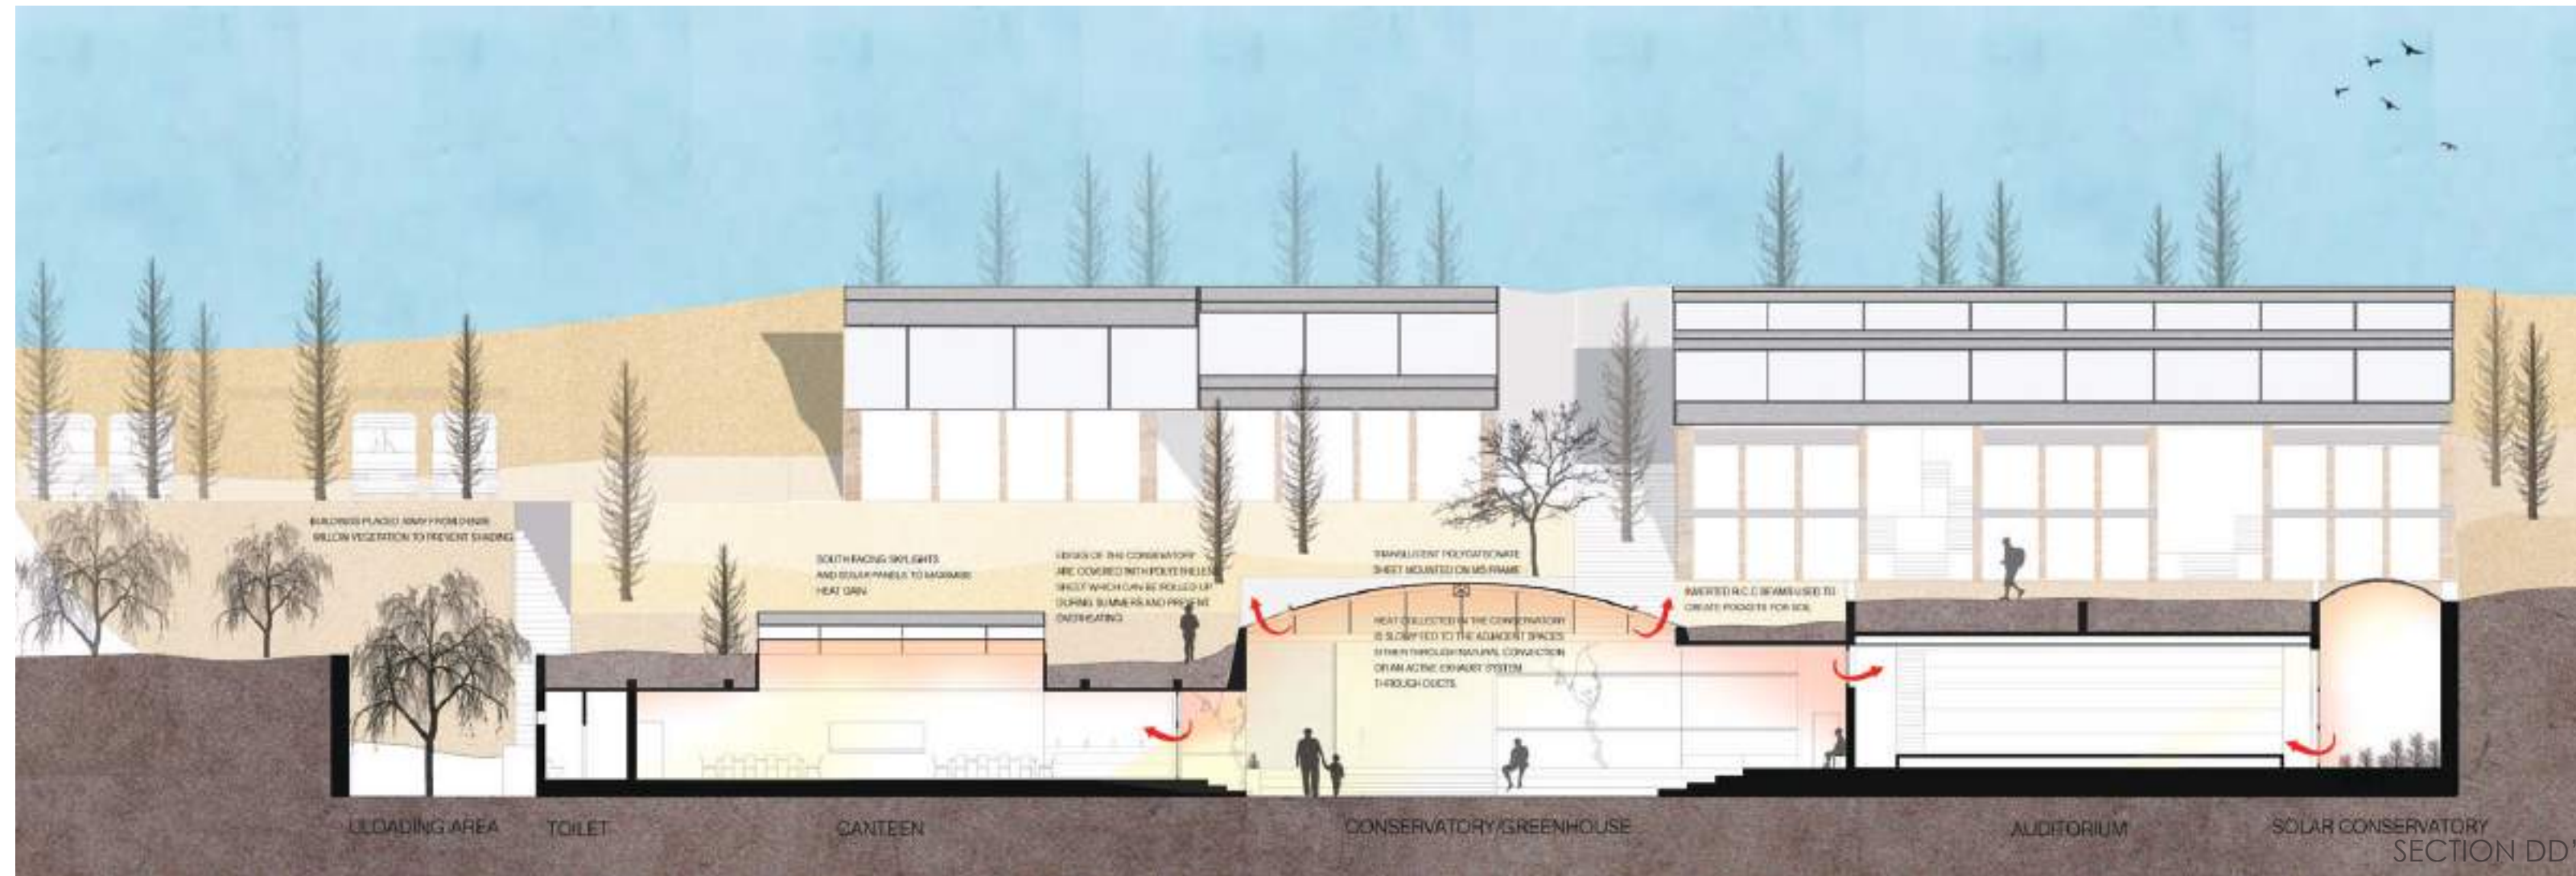 BUILDINGS PLACED AWAY FROM DENSE
WILLOW VEGETATION TO PREVENT SHADING
SOUTH FACING SKYLIGHTS
AND SOLAR PANELS TO MAXIMISE
HEAT GAIN
EDGES OF THE CONSERVATORY
ARE COVERED WITH POLYETHELENE
SHEET WHICH CAN BE ROLLED UP
DURING SUMMERS AND PREVENT
OVERHEATING
TRANSLUCENT POLYCARBONATE
SHEET MOUNTED ON MS FRAME
HEAT COLLECTED IN THE CONSERVATORY
IS SLOWLY FED TO THE ADJACENT SPACES
EITHER THROUGH NATURAL CONVECTION
OR AN ACTIVE EXHAUST SYSTEM
THROUGH DUCTS
INVERTED R.C.C BEAMS USED TO
CREATE POCKETS FOR SOIL
ULOADING AREA
TOILET
CANTEEN
CONSERVATORY/GREENHOUSE
AUDITORIUM
SOLAR CONSERVATORY
SECTION DD'